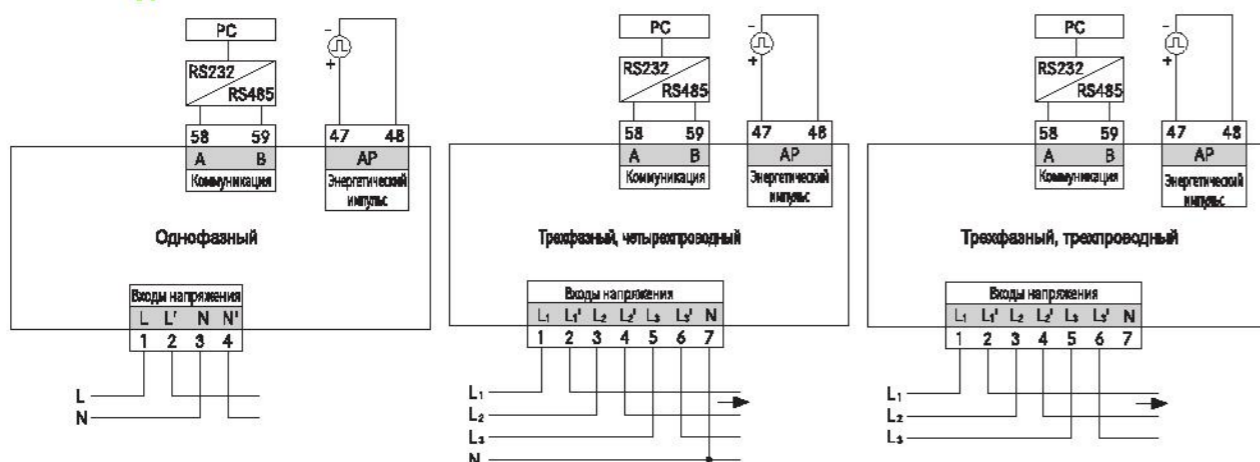 PC
RS232
RS485
58 59
A B
Коммуникация
- +
47 48
AP
Энергетический
импульс
Однофазный
Входы напряжения
L L' N N'
1 2 3 4
L
N
PC
RS232
RS485
58 59
A B
Коммуникация
- +
47 48
AP
Энергетический
импульс
Трехфазный, четырехпроводный
Входы напряжения
L₁ L₁' L₂ L₂' L₃ L₃' N
1 2 3 4 5 6 7
L₁
L₂
L₃
N
PC
RS232
RS485
58 59
A B
Коммуникация
- +
47 48
AP
Энергетический
импульс
Трехфазный, трехпроводный
Входы напряжения
L₁ L₁' L₂ L₂' L₃ L₃' N
1 2 3 4 5 6 7
L₁
L₂
L₃